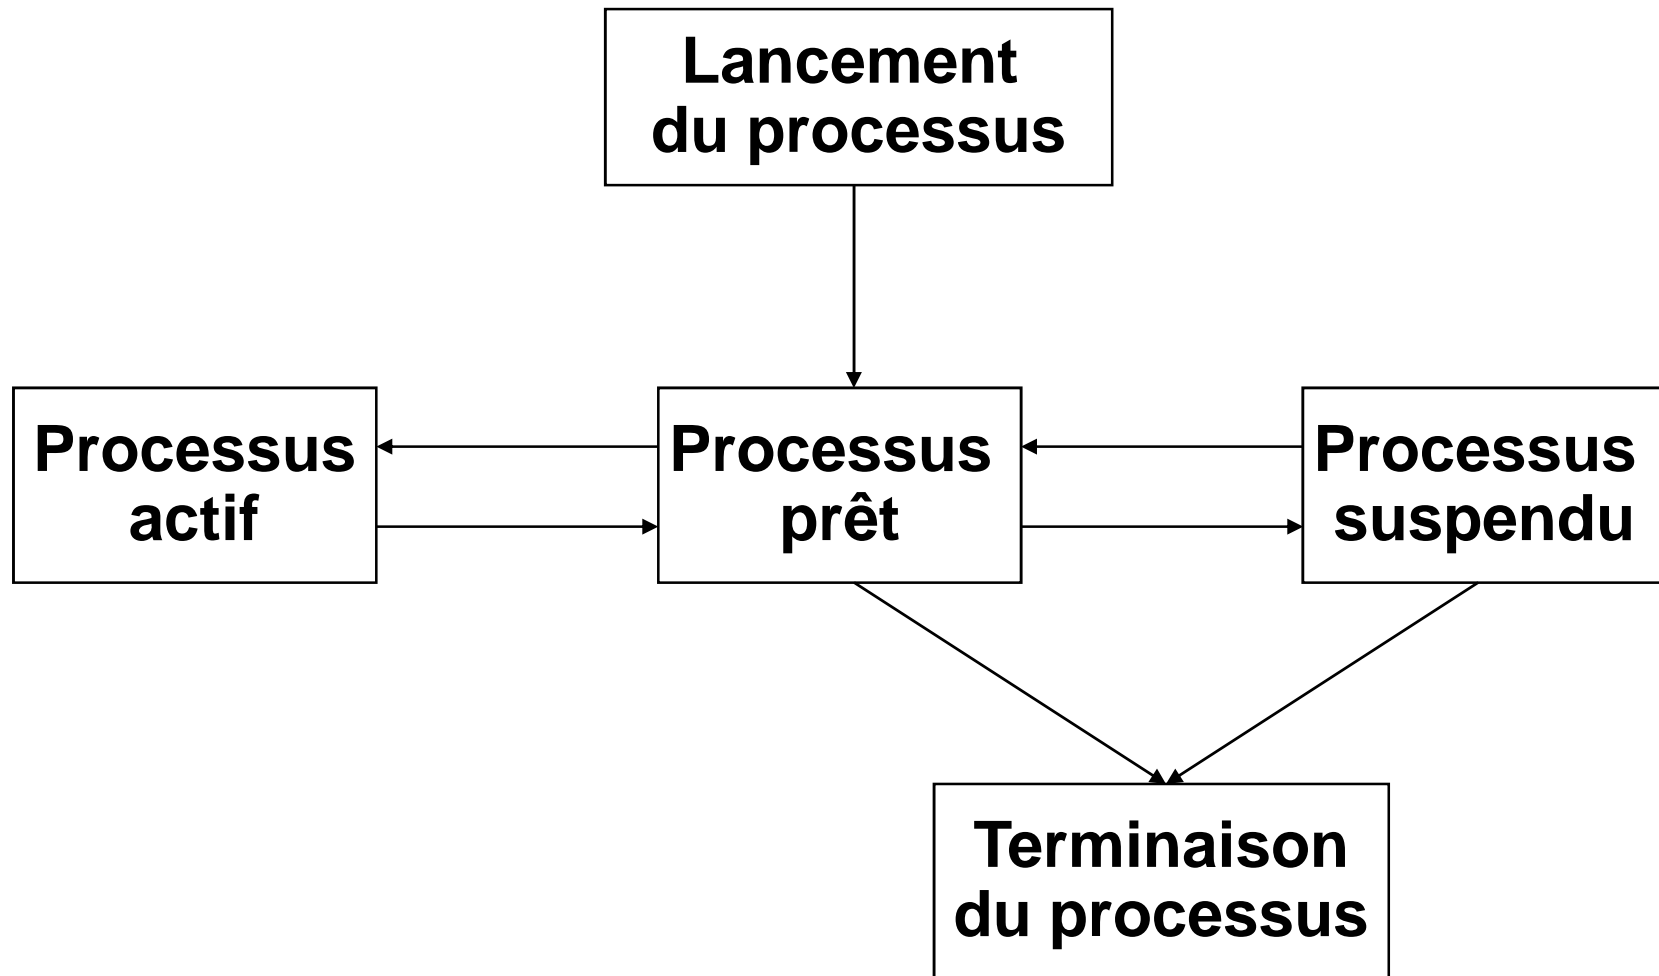 Lancement
du processus
Processus
actif
Processus
prêt
Processus
suspendu
Terminaison
du processus